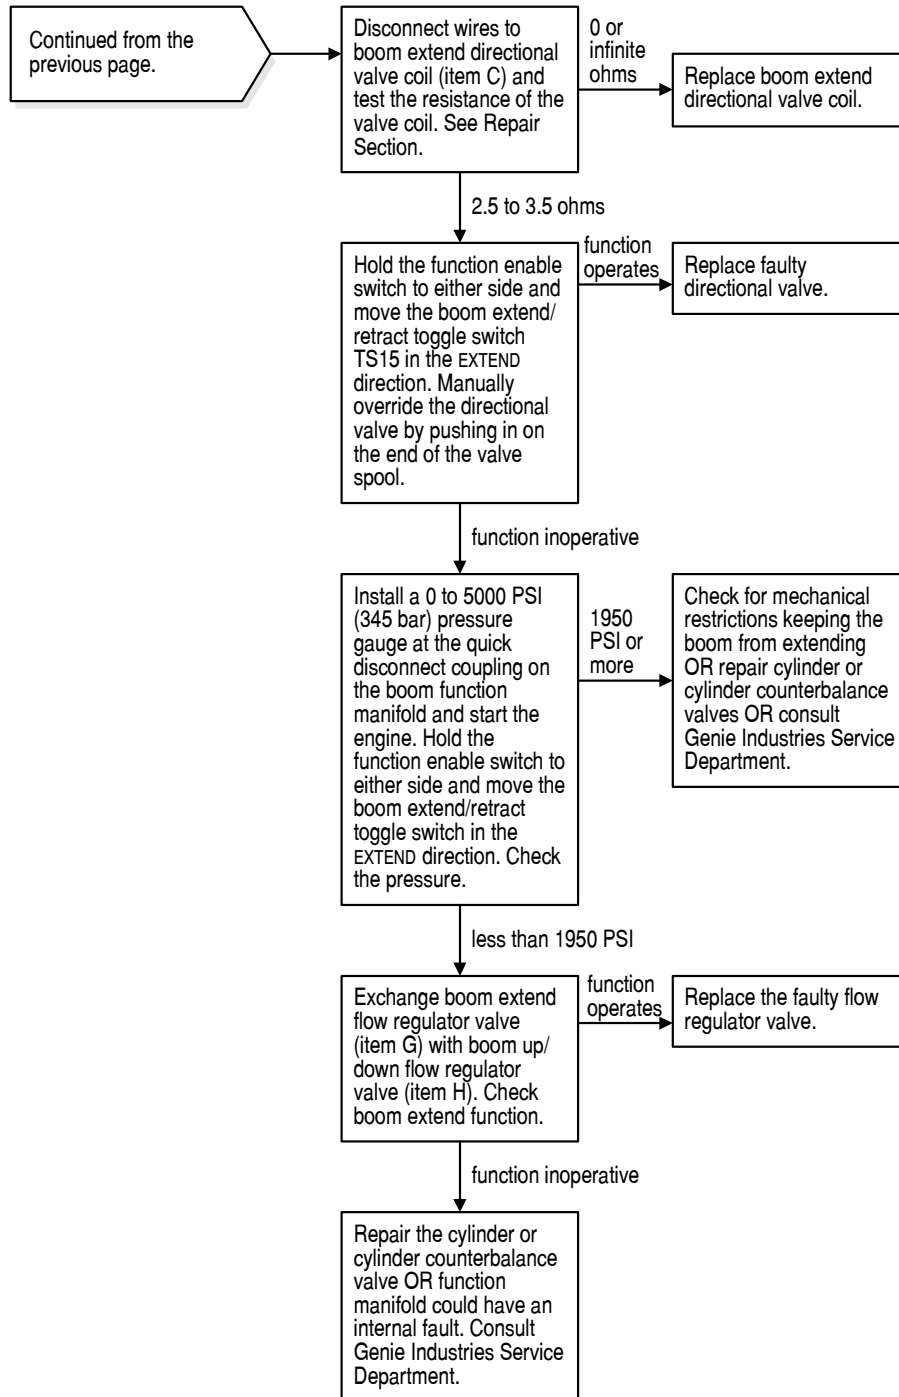 Continued from the
previous page.
Disconnect wires to
boom extend directional
valve coil (item C) and
test the resistance of the
valve coil. See Repair
Section.
0 or
infinite
ohms
Replace boom extend
directional valve coil.
2.5 to 3.5 ohms
Hold the function enable
switch to either side and
move the boom extend/
retract toggle switch
TS15 in the EXTEND
direction. Manually
override the directional
valve by pushing in on
the end of the valve
spool.
function
operates
Replace faulty
directional valve.
function inoperative
Install a 0 to 5000 PSI
(345 bar) pressure
gauge at the quick
disconnect coupling on
the boom function
manifold and start the
engine. Hold the
function enable switch to
either side and move the
boom extend/retract
toggle switch in the
EXTEND direction. Check
the pressure.
1950
PSI or
more
Check for mechanical
restrictions keeping the
boom from extending
OR repair cylinder or
cylinder counterbalance
valves OR consult
Genie Industries Service
Department.
less than 1950 PSI
Exchange boom extend
flow regulator valve
(item G) with boom up/
down flow regulator
valve (item H). Check
boom extend function.
function
operates
Replace the faulty flow
regulator valve.
function inoperative
Repair the cylinder or
cylinder counterbalance
valve OR function
manifold could have an
internal fault. Consult
Genie Industries Service
Department.